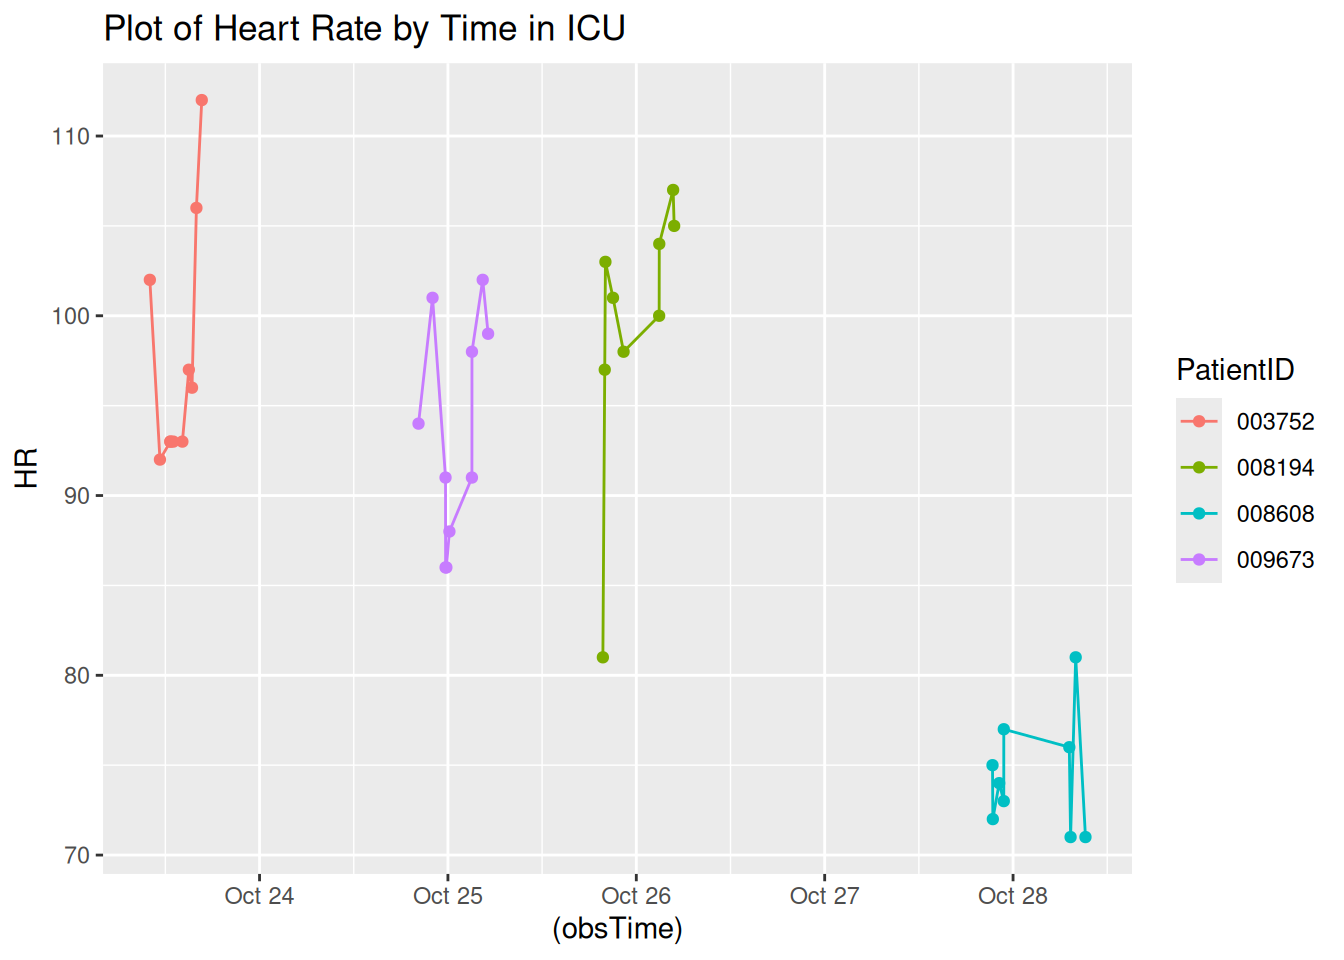 Plot of Heart Rate by Time in ICU
110
100
90
80
70
HR
Oct 24
Oct 25
Oct 26
Oct 27
Oct 28
(obsTime)
PatientID
003752
008194
008608
009673